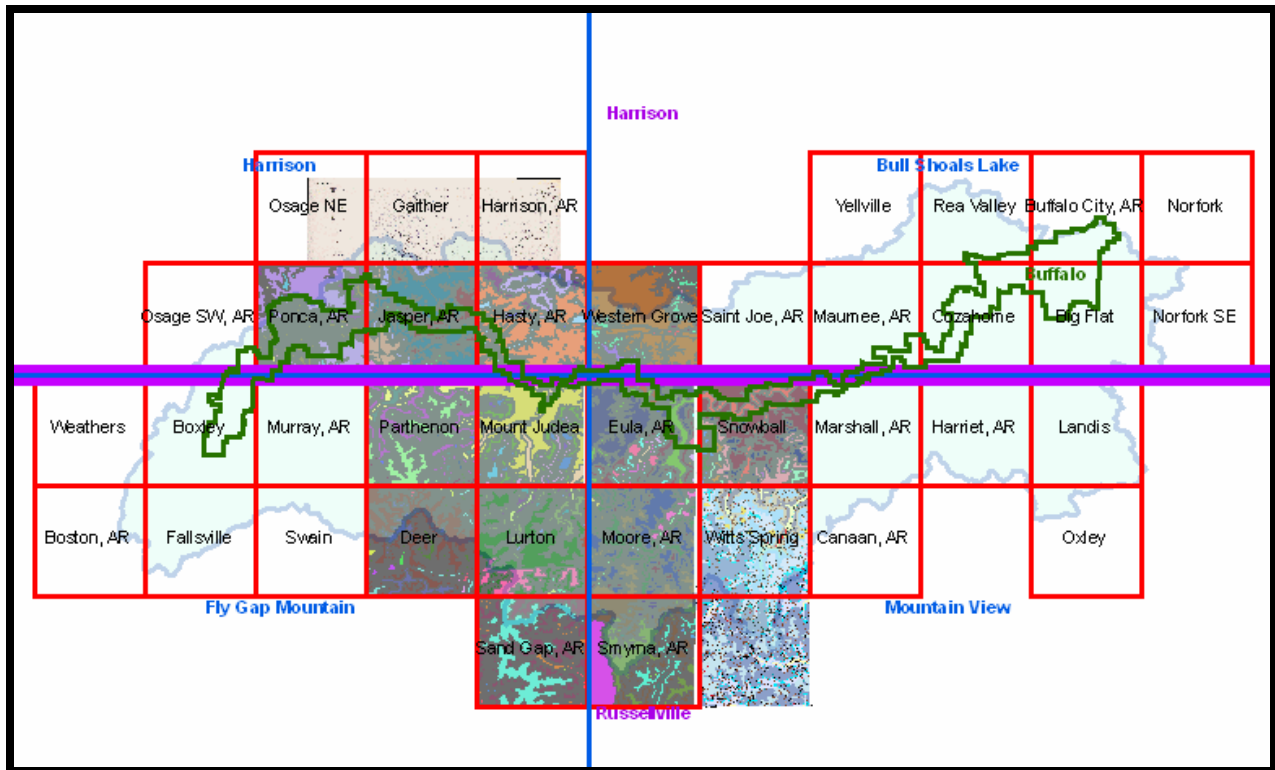 Harrison
Harrison
Bull Shoals Lake
Osage NE
Gaither
Harrison, AR
Yellville
Rea Valley
Buffalo City, AR
Norfork
Buffalo
Osage SW, AR
Ponca, AR
Jasper, AR
Hasty, AR
Western Grove
Saint Joe, AR
Maumee, AR
Cozahome
Big Flat
Norfork SE
Weathers
Boxley
Murray, AR
Parthenon
Mount Judea
Eula, AR
Snowball
Marshall, AR
Harriet, AR
Landis
Boston, AR
Fallsville
Swain
Deer
Lurton
Moore, AR
Witts Spring
Canaan, AR
Oxley
Fly Gap Mountain
Mountain View
Sand Gap, AR
Smyrna, AR
Russellville